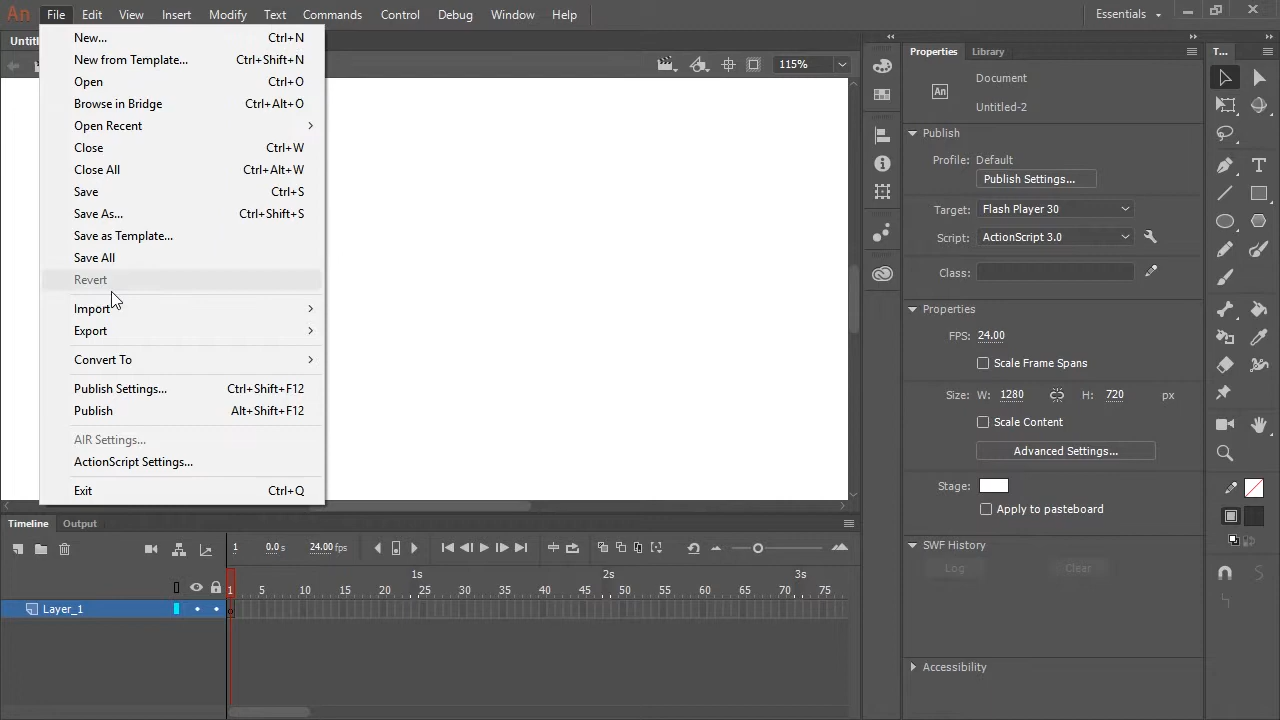 An File Edit View Insert Modify Text Commands Control Debug Window Help Essentials
New... Ctrl+N
New from Template... Ctrl+Shift+N
Open Ctrl+O
Browse in Bridge Ctrl+Alt+O
Open Recent
Close Ctrl+W
Close All Ctrl+Alt+W
Save Ctrl+S
Save As... Ctrl+Shift+S
Save as Template...
Save All
Revert
Import
Export
Convert To
Publish Settings... Ctrl+Shift+F12
Publish Alt+Shift+F12
AIR Settings...
ActionScript Settings...
Exit Ctrl+Q
115%
Properties Library
T...
An Document
Untitled-2
Publish
Profile: Default
Publish Settings...
Target: Flash Player 30
Script: ActionScript 3.0
Class:
Properties
FPS: 24.00
Scale Frame Spans
Size: W: 1280 H: 720 px
Scale Content
Advanced Settings...
Stage:
Apply to pasteboard
SWF History
Log Clear
Accessibility
Timeline Output
1 0.0 s 24.00 fps
1s 2s 3s
1 5 10 15 20 25 30 35 40 45 50 55 60 65 70 75
Layer_1